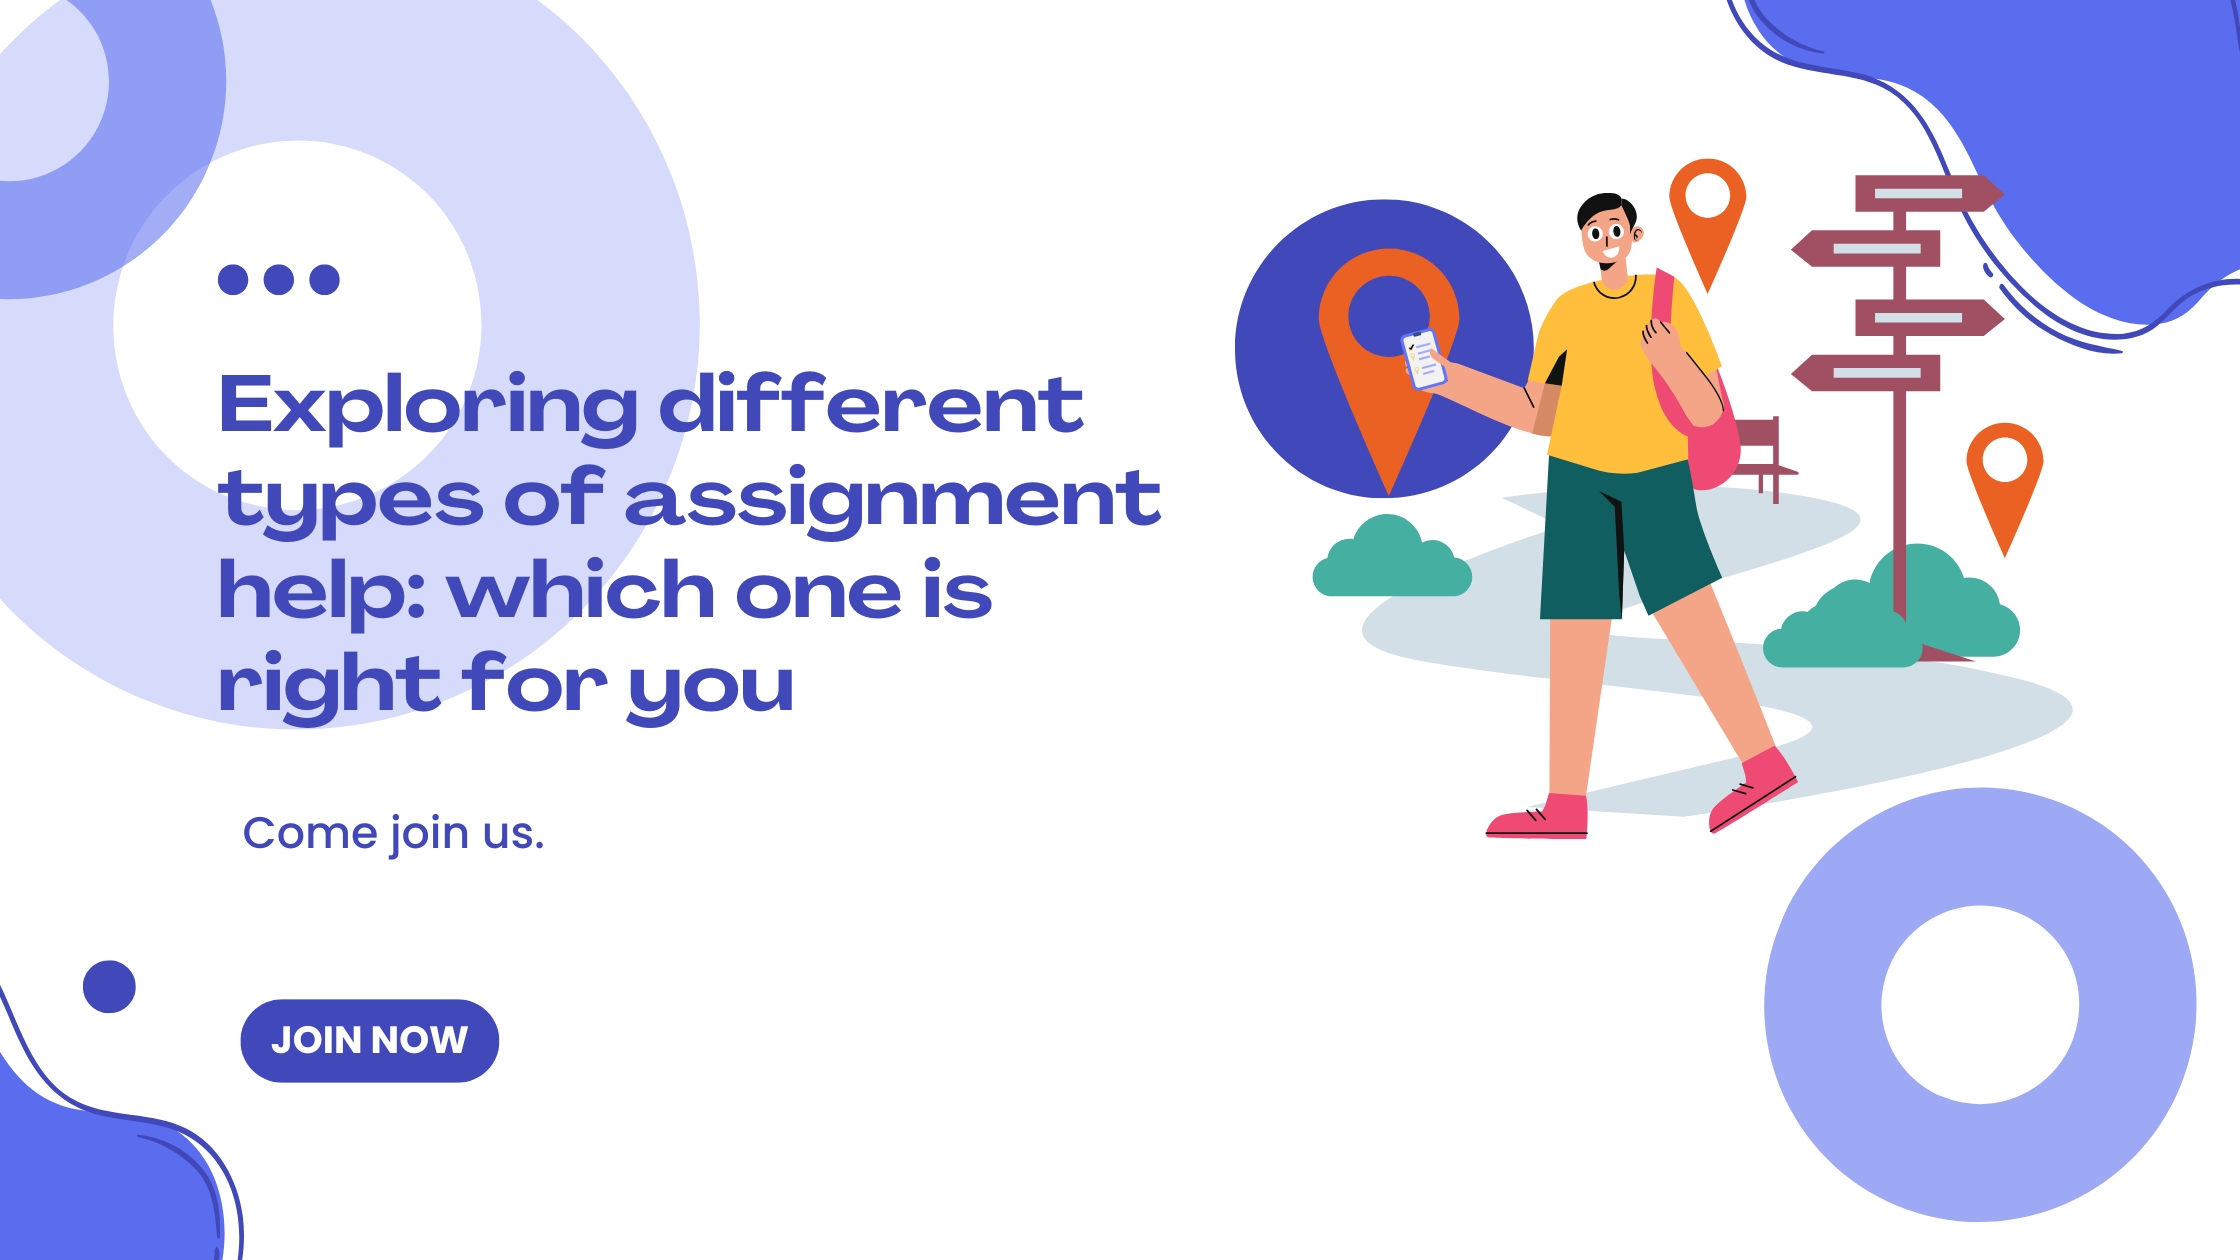 Exploring different
types of assignment
help: which one is
right for you
Come join us.
JOIN NOW